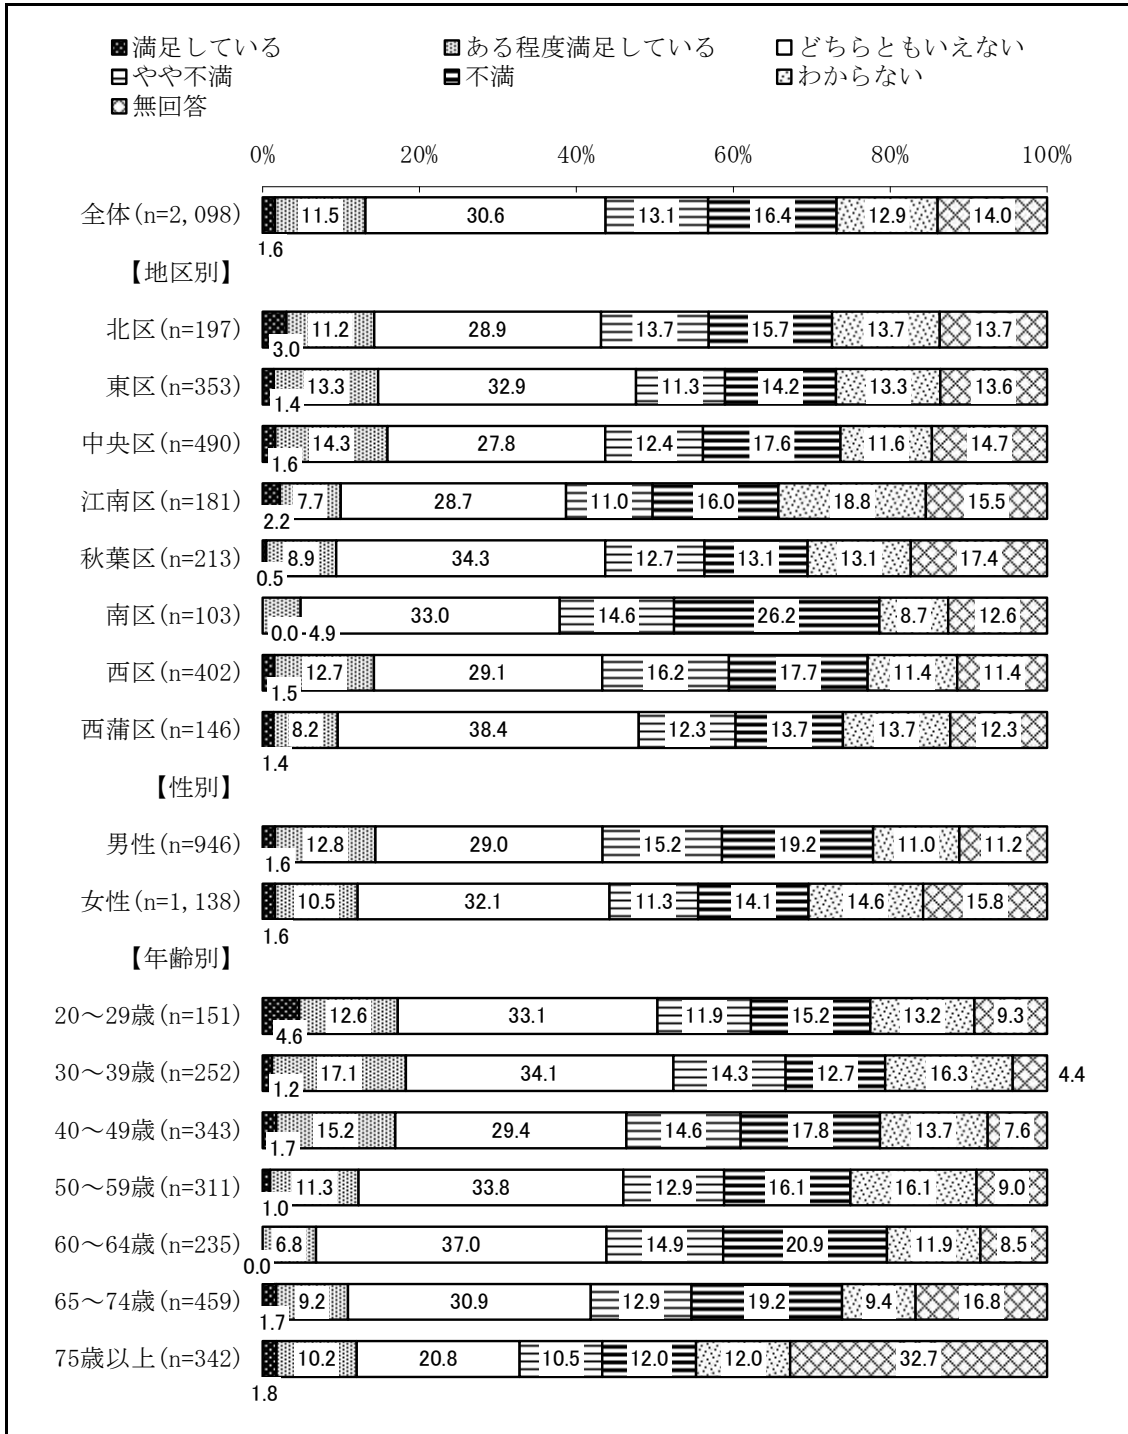 満足している ある程度満足している どちらともいえない
やや不満 不満 わからない
無回答
0% 20% 40% 60% 80% 100%
全体(n=2,098) 11.5 30.6 13.1 16.4 12.9 14.0
1.6
【地区別】
北区(n=197) 11.2 28.9 13.7 15.7 13.7 13.7
3.0
東区(n=353) 13.3 32.9 11.3 14.2 13.3 13.6
1.4
中央区(n=490) 14.3 27.8 12.4 17.6 11.6 14.7
1.6
江南区(n=181) 7.7 28.7 11.0 16.0 18.8 15.5
2.2
秋葉区(n=213) 8.9 34.3 12.7 13.1 13.1 17.4
0.5
南区(n=103) 33.0 14.6 26.2 8.7 12.6
0.0 4.9
西区(n=402) 12.7 29.1 16.2 17.7 11.4 11.4
1.5
西蒲区(n=146) 8.2 38.4 12.3 13.7 13.7 12.3
1.4
【性別】
男性(n=946) 12.8 29.0 15.2 19.2 11.0 11.2
1.6
女性(n=1,138) 10.5 32.1 11.3 14.1 14.6 15.8
1.6
【年齢別】
20～29歳(n=151) 12.6 33.1 11.9 15.2 13.2 9.3
4.6
30～39歳(n=252) 17.1 34.1 14.3 12.7 16.3 4.4
1.2
40～49歳(n=343) 15.2 29.4 14.6 17.8 13.7 7.6
1.7
50～59歳(n=311) 11.3 33.8 12.9 16.1 16.1 9.0
1.0
60～64歳(n=235) 6.8 37.0 14.9 20.9 11.9 8.5
0.0
65～74歳(n=459) 9.2 30.9 12.9 19.2 9.4 16.8
1.7
75歳以上(n=342) 10.2 20.8 10.5 12.0 12.0 32.7
1.8